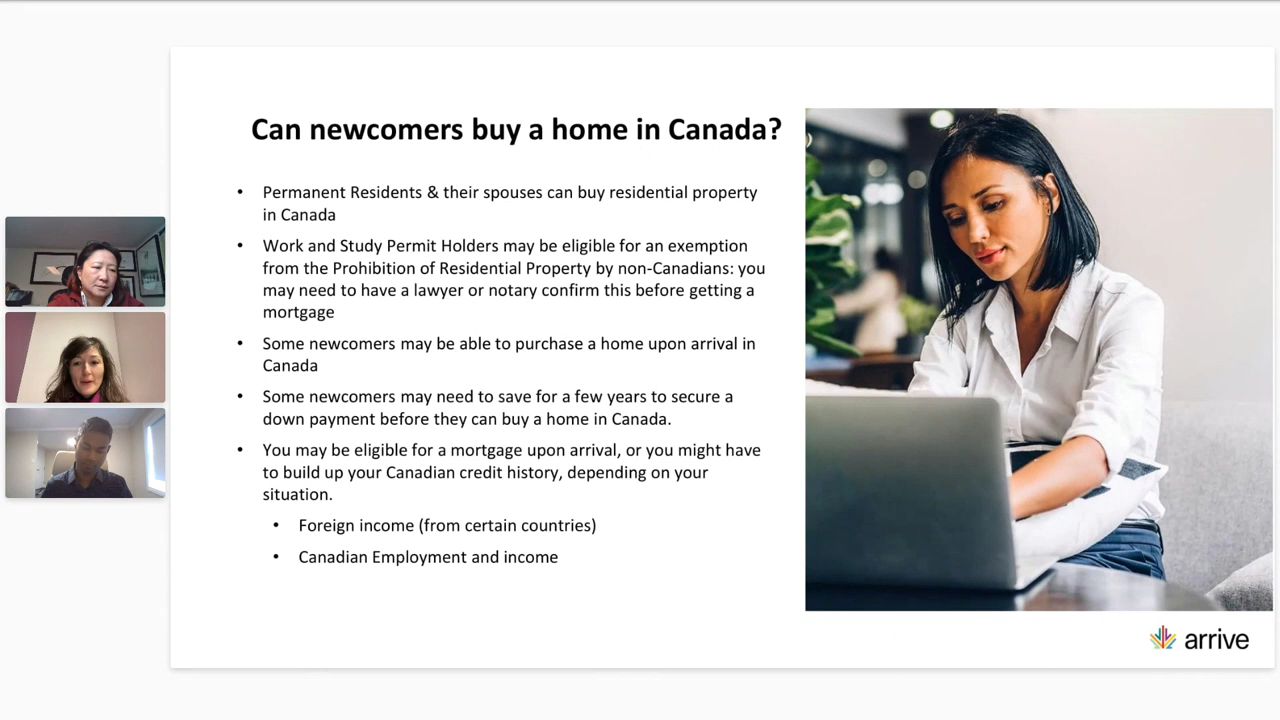 Can newcomers buy a home in Canada?
• Permanent Residents & their spouses can buy residential property
in Canada
• Work and Study Permit Holders may be eligible for an exemption
from the Prohibition of Residential Property by non-Canadians: you
may need to have a lawyer or notary confirm this before getting a
mortgage
• Some newcomers may be able to purchase a home upon arrival in
Canada
• Some newcomers may need to save for a few years to secure a
down payment before they can buy a home in Canada.
• You may be eligible for a mortgage upon arrival, or you might have
to build up your Canadian credit history, depending on your
situation.
• Foreign income (from certain countries)
• Canadian Employment and income
arrive